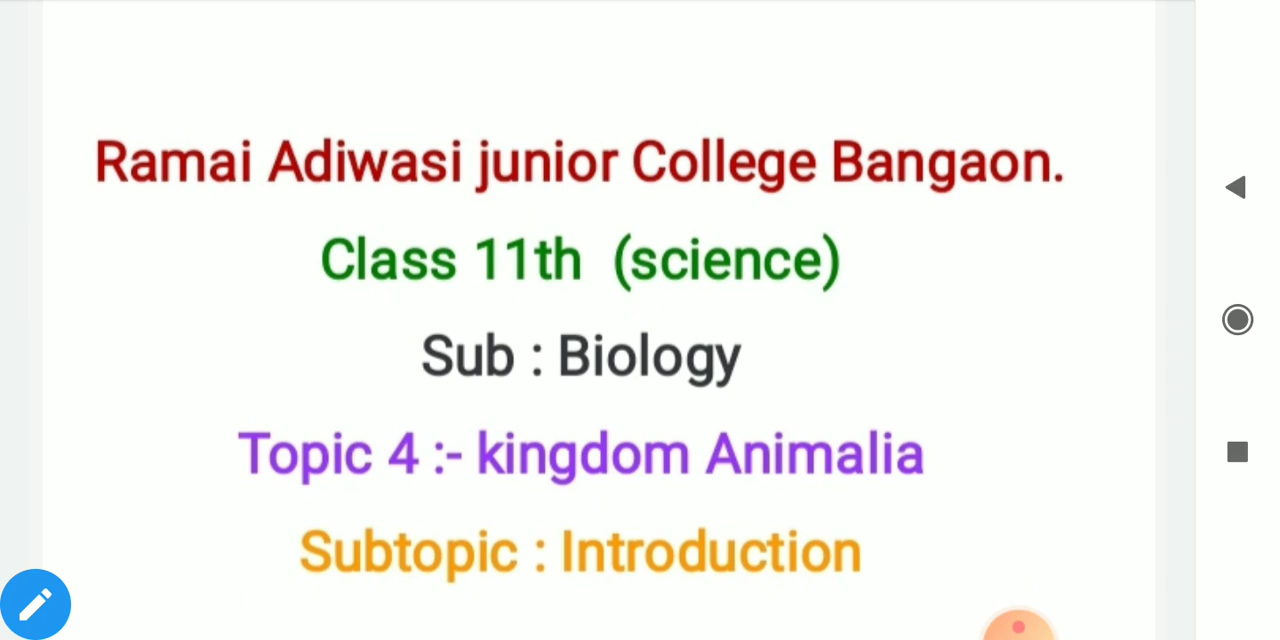 Ramai Adiwasi junior College Bangaon.
Class 11th (science)
Sub : Biology
Topic 4 :- kingdom Animalia
Subtopic : Introduction